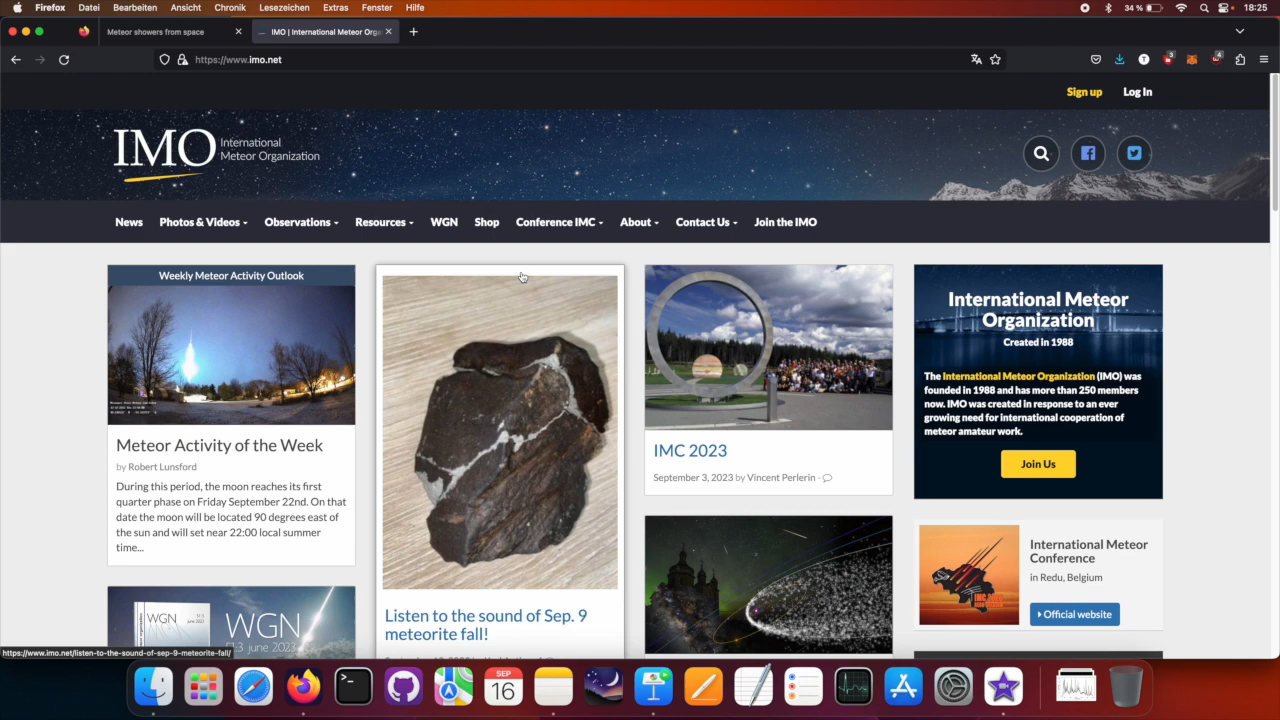 Firefox Datei Bearbeiten Ansicht Chronik Lesezeichen Extras Fenster Hilfe 34 % 18:25
Meteor showers from space IMO | International Meteor Orga
https://www.imo.net
Sign up Log In
IMO International
Meteor Organization
News Photos & Videos Observations Resources WGN Shop Conference IMC About Contact Us Join the IMO
Weekly Meteor Activity Outlook
Meteor Activity of the Week
by Robert Lunsford
During this period, the moon reaches its first
quarter phase on Friday September 22nd. On that
date the moon will be located 90 degrees east of
the sun and will set near 22:00 local summer
time...
WGN
WGN
51:3 june 2023
Listen to the sound of Sep. 9
meteorite fall!
IMC 2023
September 3, 2023 by Vincent Perlerin -
International Meteor
Organization
Created in 1988
The International Meteor Organization (IMO) was
founded in 1988 and has more than 250 members
now. IMO was created in response to an ever
growing need for international cooperation of
meteor amateur work.
Join Us
International Meteor
Conference
in Redu, Belgium
Official website
https://www.imo.net/listen-to-the-sound-of-sep-9-meteorite-fall/
SEP
16